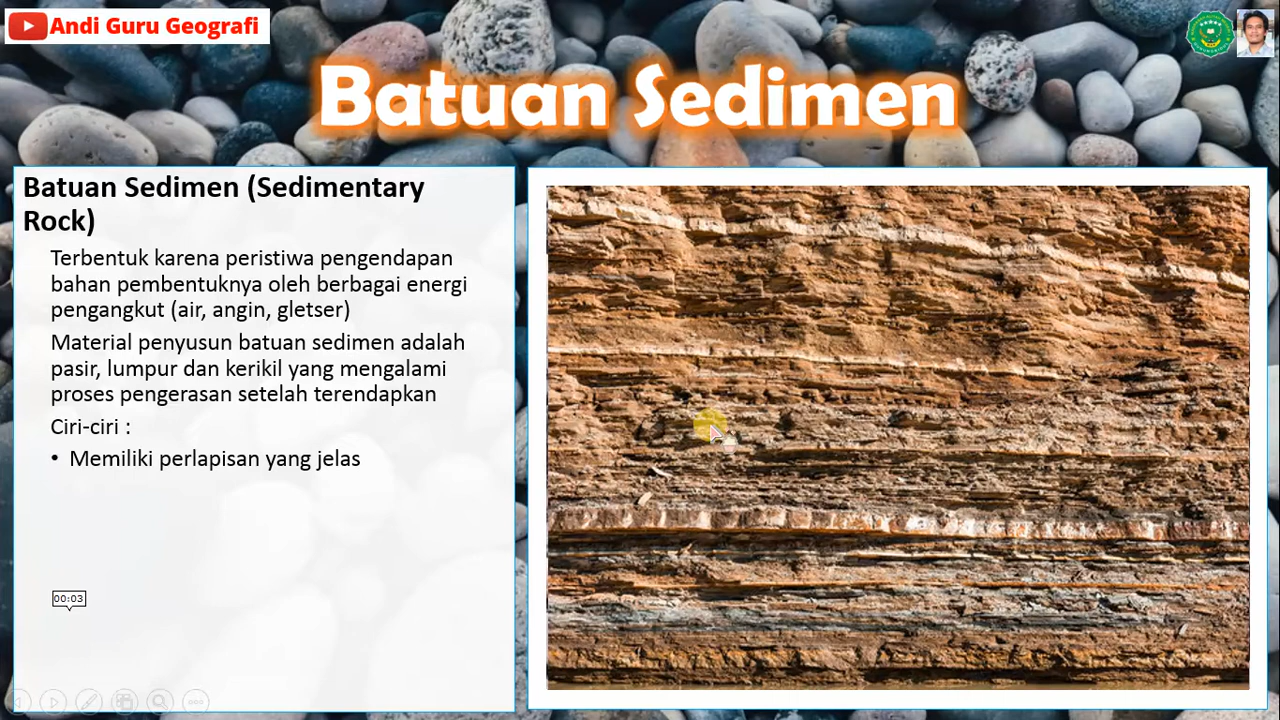 Andi Guru Geografi
Batuan Sedimen
Batuan Sedimen (Sedimentary
Rock)
Terbentuk karena peristiwa pengendapan
bahan pembentuknya oleh berbagai energi
pengangkut (air, angin, gletser)
Material penyusun batuan sedimen adalah
pasir, lumpur dan kerikil yang mengalami
proses pengerasan setelah terendapkan
Ciri-ciri :
• Memiliki perlapisan yang jelas
00:03